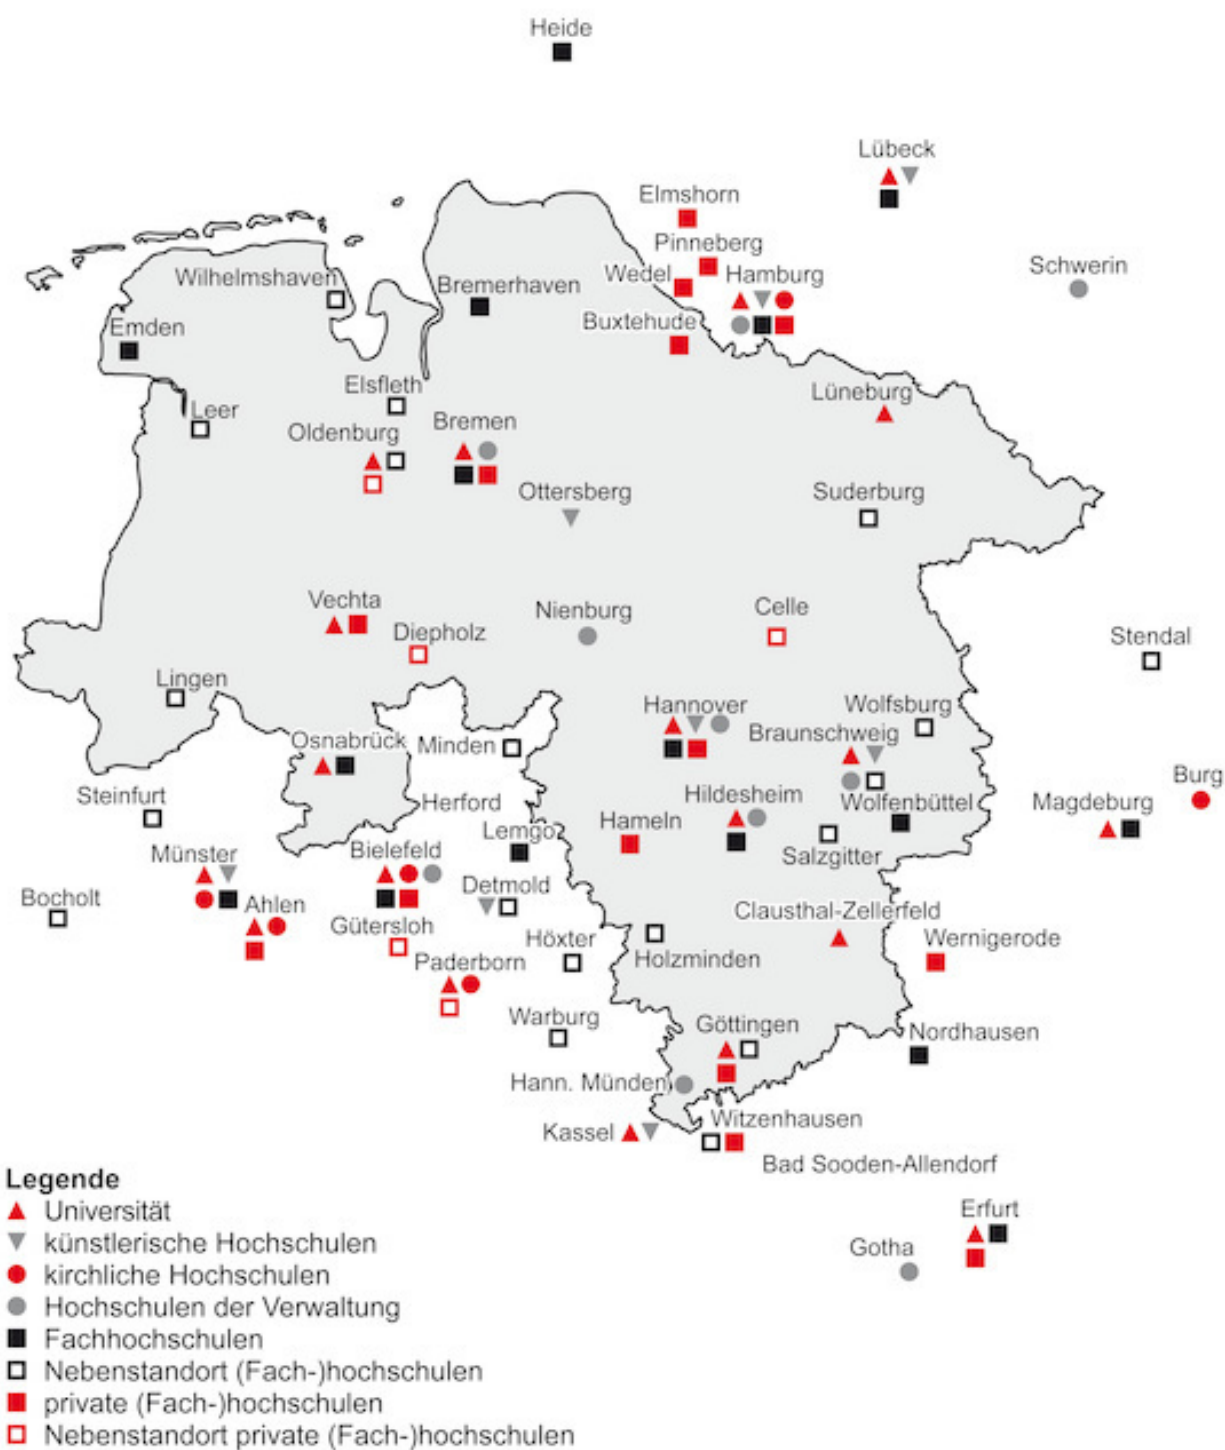 Heide
Lübeck
Elmshorn
Pinneberg
Wedel
Hamburg
Schwerin
Wilhelmshaven
Bremerhaven
Buxtehude
Emden
Elsfleth
Lüneburg
Leer
Oldenburg
Bremen
Ottersberg
Suderburg
Vechta
Nienburg
Celle
Diepholz
Stendal
Lingen
Hannover
Wolfsburg
Osnabrück
Minden
Braunschweig
Burg
Steinfurt
Herford
Hildesheim
Wolfenbüttel
Magdeburg
Lemgo
Hameln
Münster
Bielefeld
Salzgitter
Bocholt
Ahlen
Detmold
Gütersloh
Clausthal-Zellerfeld
Höxter
Wernigerode
Paderborn
Holzminden
Warburg
Göttingen
Nordhausen
Hann. Münden
Witzenhausen
Kassel
Bad Sooden-Allendorf
Erfurt
Gotha
Legende
Universität
künstlerische Hochschulen
kirchliche Hochschulen
Hochschulen der Verwaltung
Fachhochschulen
Nebenstandort (Fach-)hochschulen
private (Fach-)hochschulen
Nebenstandort private (Fach-)hochschulen